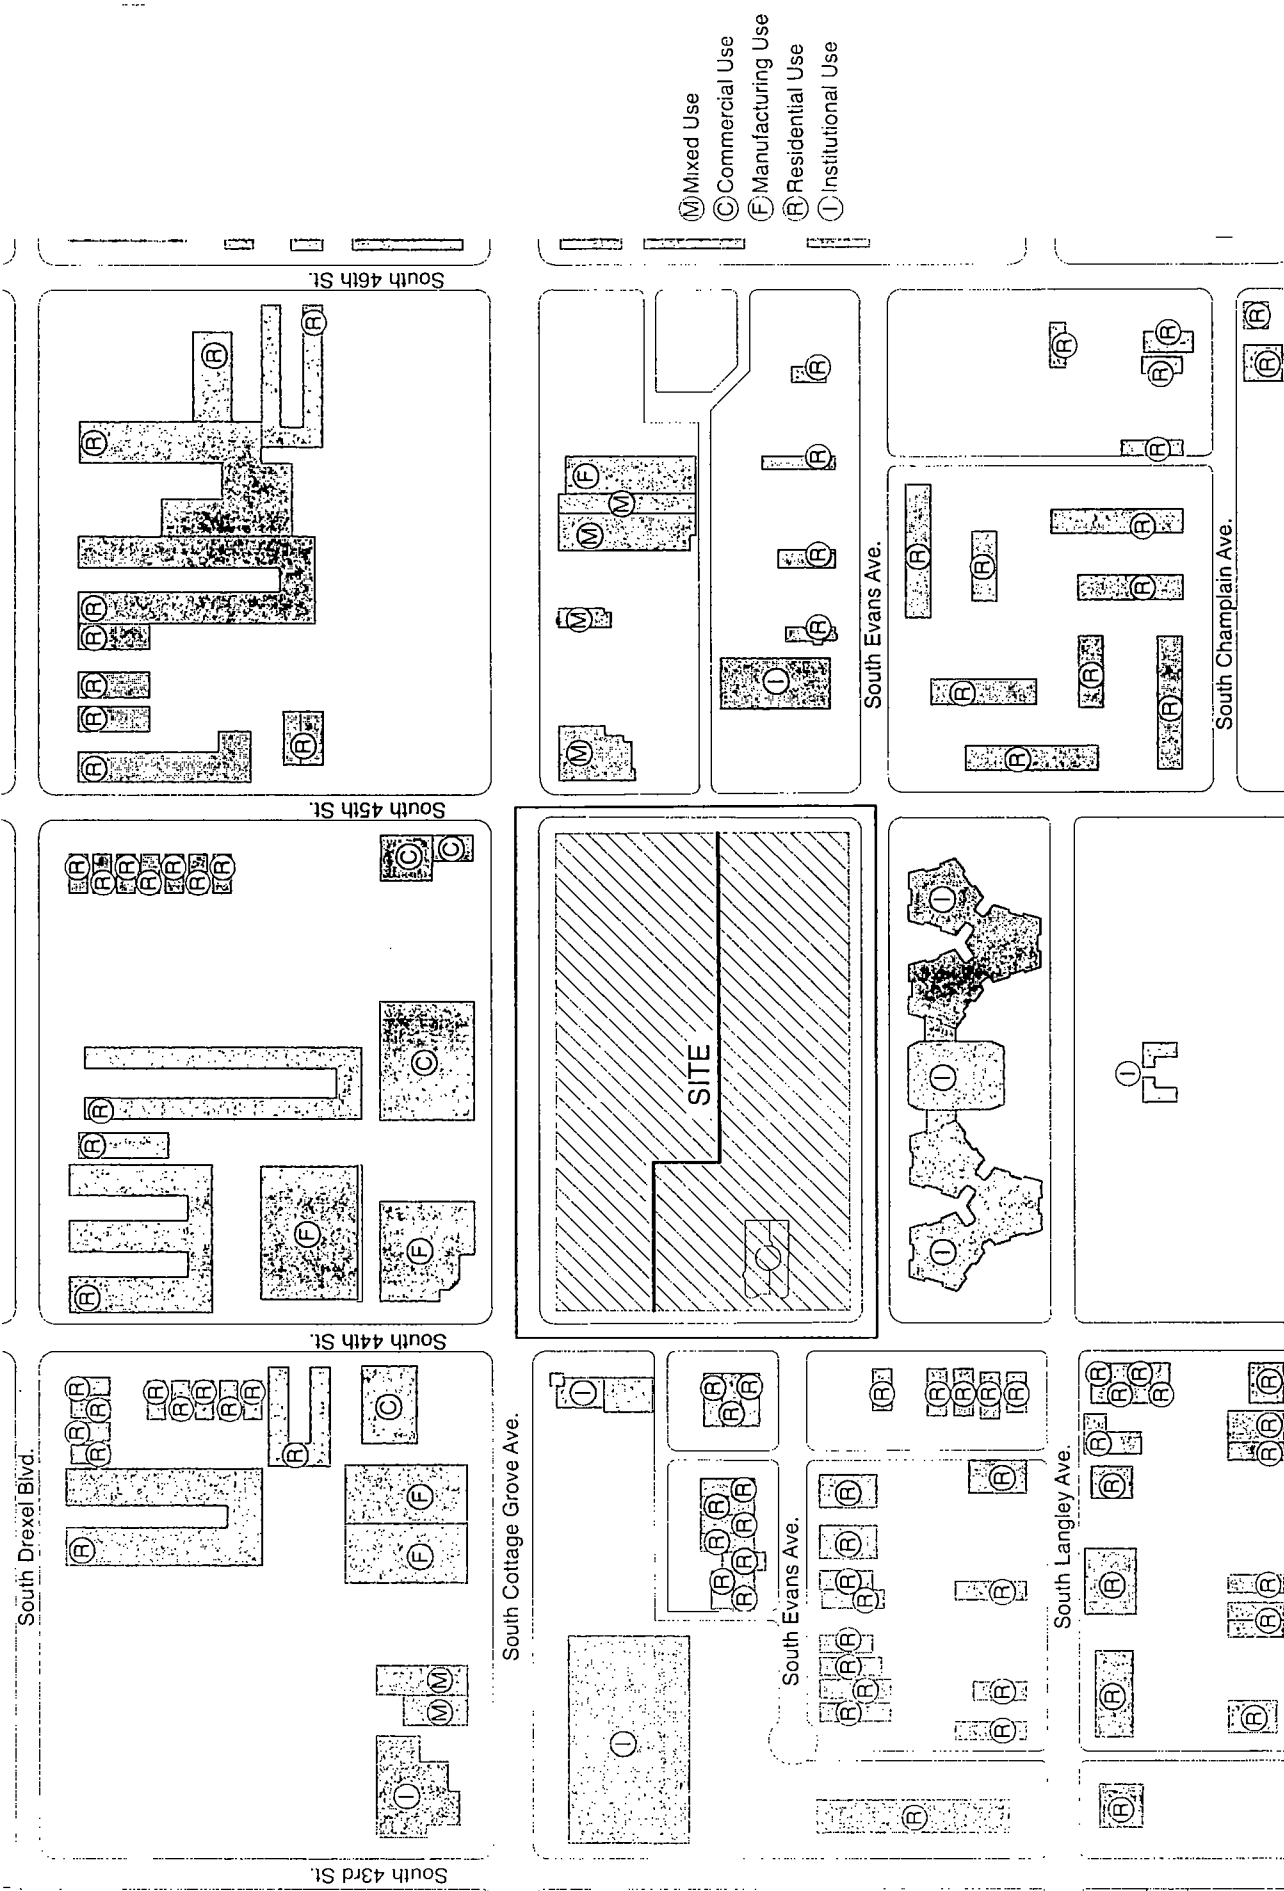 Ⓜ Mixed Use
Ⓒ Commercial Use
Ⓕ Manufacturing Use
Ⓡ Residential Use
Ⓘ Institutional Use
South 46th St.
South 45th St.
South 44th St.
South 43rd St.
South Drexel Blvd.
South Cottage Grove Ave.
South Evans Ave.
South Evans Ave.
South Champlain Ave.
South Langley Ave.
SITE